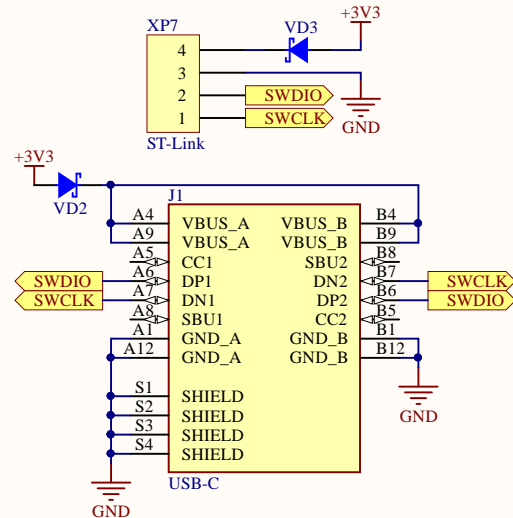 XP7
VD3
+3V3
4
3
2 SWDIO
1 SWCLK
ST-Link
GND
+3V3
VD2
J1
A4 VBUS_A VBUS_B B4
A9 VBUS_A VBUS_B B9
A5 CC1 SBU2 B8
SWDIO A6 DP1 DN2 B7 SWCLK
SWCLK A7 DN1 DP2 B6 SWDIO
A8 SBU1 CC2 B5
A1 GND_A GND_B B1
A12 GND_A GND_B B12
S1 SHIELD
S2 SHIELD
S3 SHIELD
S4 SHIELD
GND
USB-C
GND